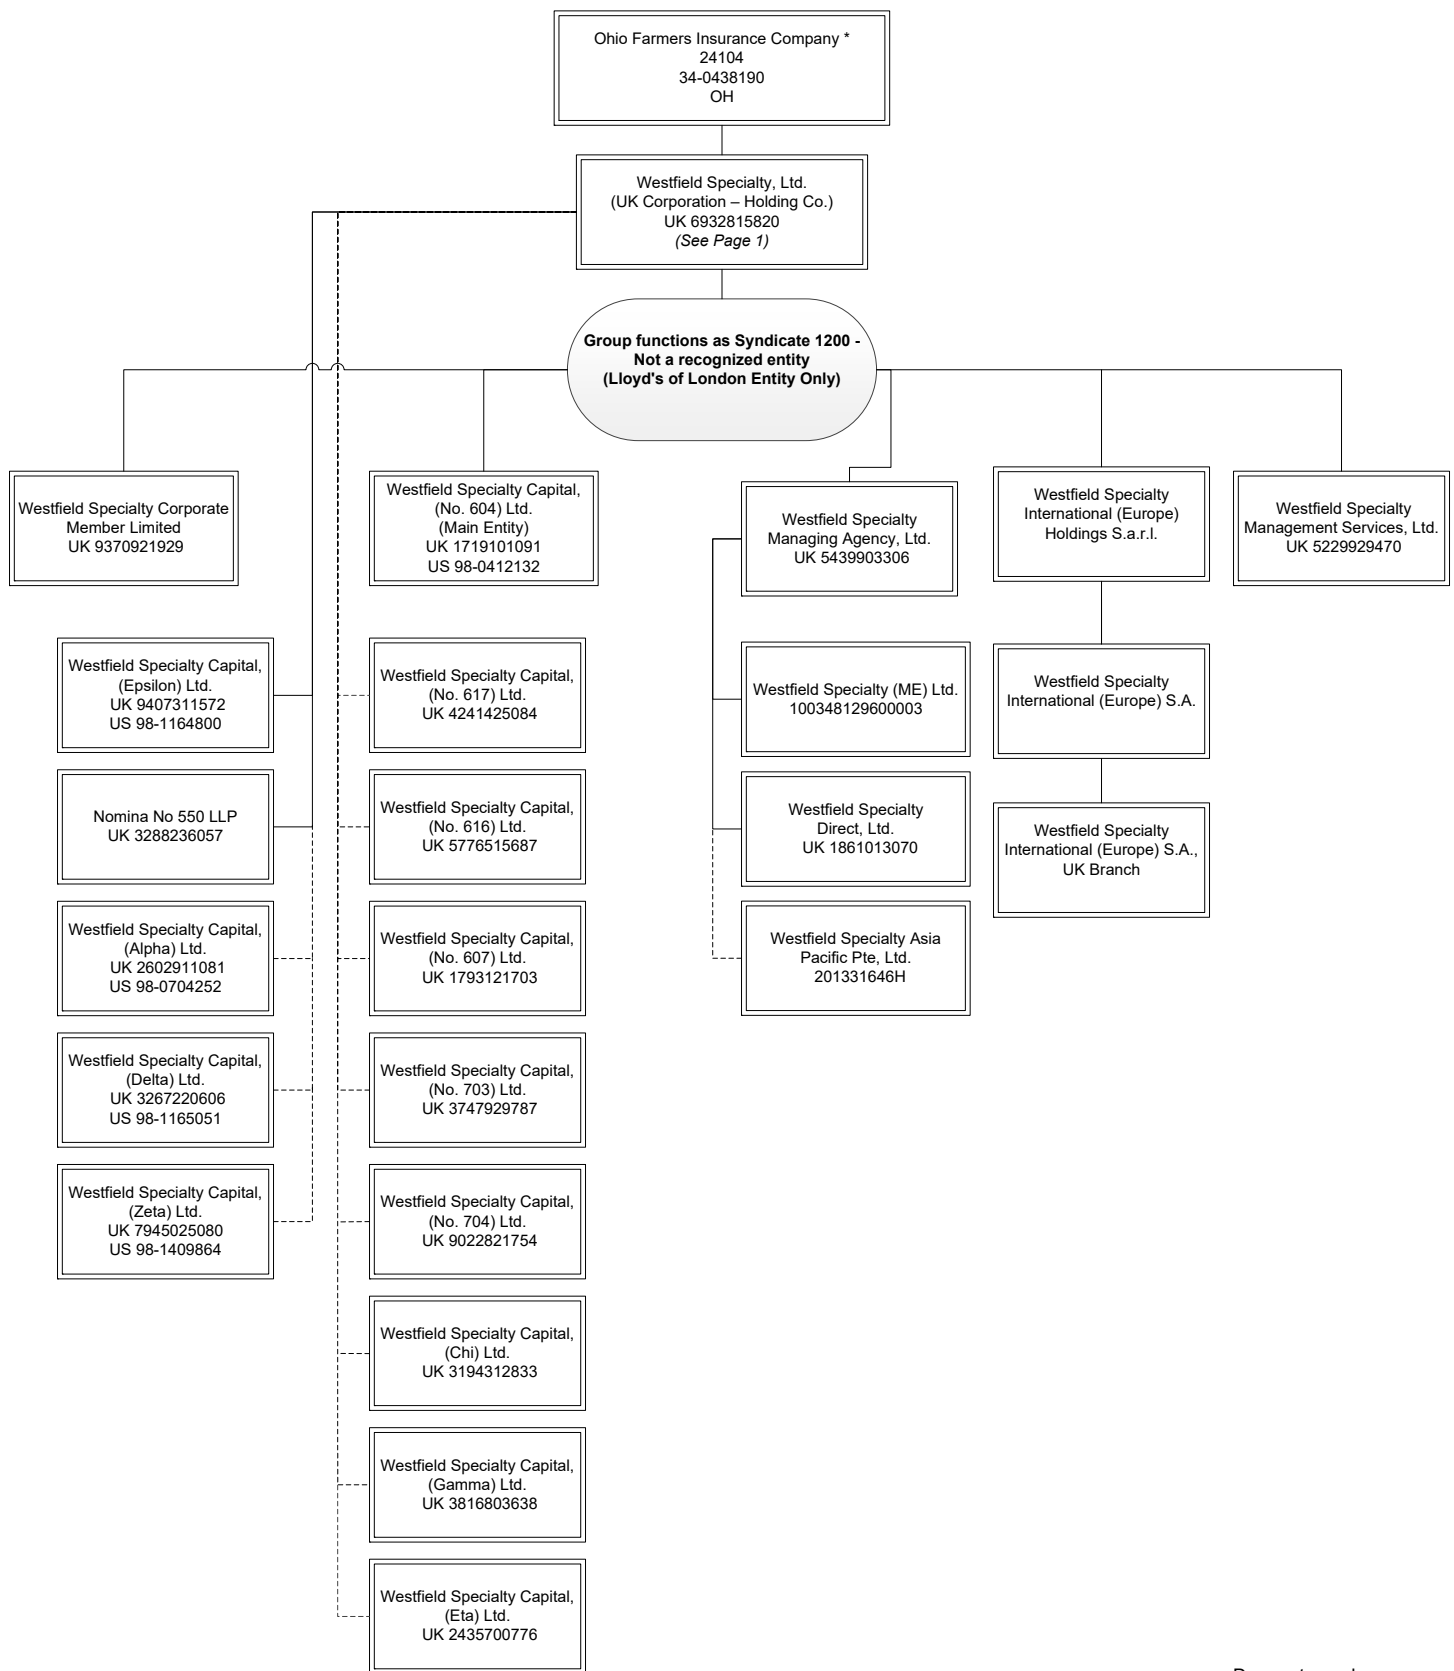 Ohio Farmers Insurance Company *
24104
34-0438190
OH
Westfield Specialty, Ltd.
(UK Corporation – Holding Co.)
UK 6932815820
(See Page 1)
Group functions as Syndicate 1200 -
Not a recognized entity
(Lloyd's of London Entity Only)
Westfield Specialty Corporate
Member Limited
UK 9370921929
Westfield Specialty Capital,
(No. 604) Ltd.
(Main Entity)
UK 1719101091
US 98-0412132
Westfield Specialty
Managing Agency, Ltd.
UK 5439903306
Westfield Specialty
International (Europe)
Holdings S.a.r.l.
Westfield Specialty
Management Services, Ltd.
UK 5229929470
Westfield Specialty Capital,
(Epsilon) Ltd.
UK 9407311572
US 98-1164800
Westfield Specialty Capital,
(No. 617) Ltd.
UK 4241425084
Westfield Specialty (ME) Ltd.
100348129600003
Westfield Specialty
International (Europe) S.A.
Nomina No 550 LLP
UK 3288236057
Westfield Specialty Capital,
(No. 616) Ltd.
UK 5776515687
Westfield Specialty
Direct, Ltd.
UK 1861013070
Westfield Specialty
International (Europe) S.A.,
UK Branch
Westfield Specialty Capital,
(Alpha) Ltd.
UK 2602911081
US 98-0704252
Westfield Specialty Capital,
(No. 607) Ltd.
UK 1793121703
Westfield Specialty Asia
Pacific Pte, Ltd.
201331646H
Westfield Specialty Capital,
(Delta) Ltd.
UK 3267220606
US 98-1165051
Westfield Specialty Capital,
(No. 703) Ltd.
UK 3747929787
Westfield Specialty Capital,
(Zeta) Ltd.
UK 7945025080
US 98-1409864
Westfield Specialty Capital,
(No. 704) Ltd.
UK 9022821754
Westfield Specialty Capital,
(Chi) Ltd.
UK 3194312833
Westfield Specialty Capital,
(Gamma) Ltd.
UK 3816803638
Westfield Specialty Capital,
(Eta) Ltd.
UK 2435700776